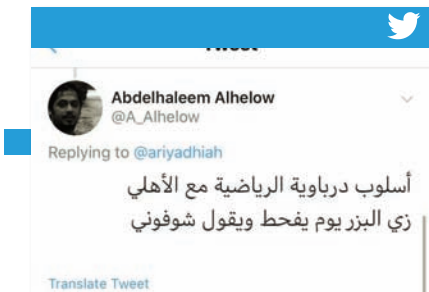 Tweet
Abdelhaleem Alhelow
@A_Alhelow
Replying to @ariyadhiah
أسلوب درباوية الرياضية مع الأهلي
زي البزر يوم يفحط ويقول شوفوني
Translate Tweet